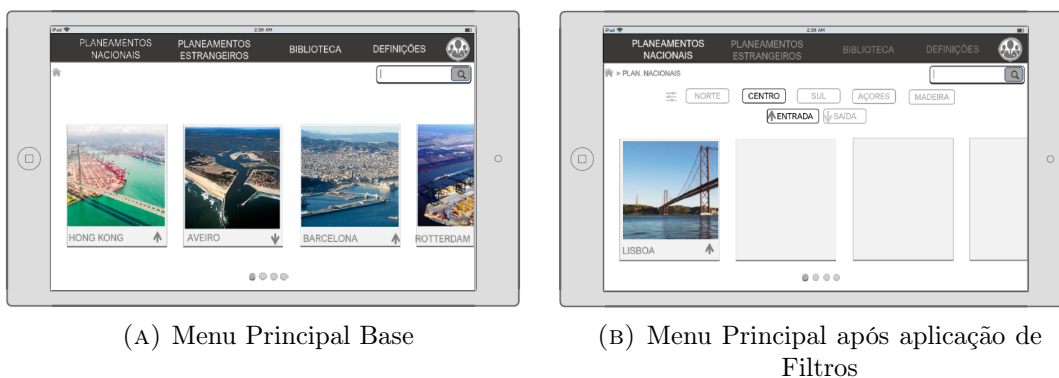 iPad 2:38 AM
PLANEAMENTOS
NACIONAIS
PLANEAMENTOS
ESTRANGEIROS
BIBLIOTECA
DEFINIÇÕES
HONG KONG
AVEIRO
BARCELONA
ROTTERDAM
(A) Menu Principal Base
iPad 2:38 AM
PLANEAMENTOS
NACIONAIS
PLANEAMENTOS
ESTRANGEIROS
BIBLIOTECA
DEFINIÇÕES
> PLAN. NACIONAIS
NORTE CENTRO SUL AÇORES MADEIRA
ENTRADA SAÍDA
LISBOA
(B) Menu Principal após aplicação de
Filtros